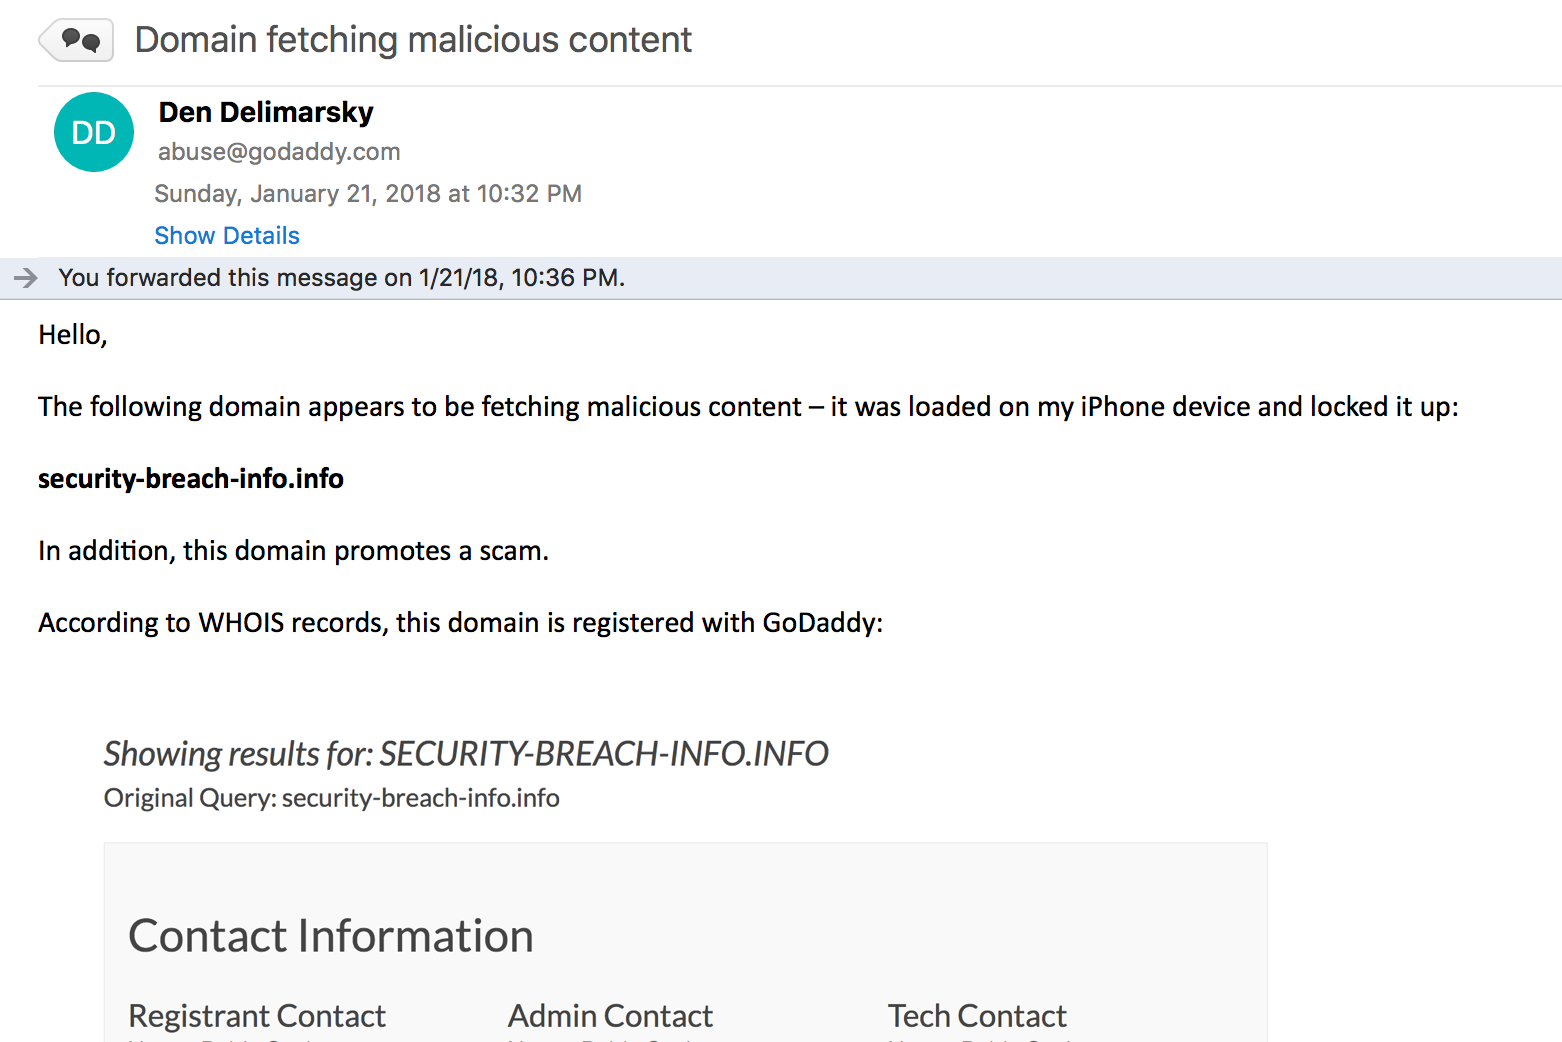 Domain fetching malicious content
DD
Den Delimarsky
abuse@godaddy.com
Sunday, January 21, 2018 at 10:32 PM
Show Details
You forwarded this message on 1/21/18, 10:36 PM.
Hello,
The following domain appears to be fetching malicious content – it was loaded on my iPhone device and locked it up:
security-breach-info.info
In addition, this domain promotes a scam.
According to WHOIS records, this domain is registered with GoDaddy:
Showing results for: SECURITY-BREACH-INFO.INFO
Original Query: security-breach-info.info
Contact Information
Registrant Contact Admin Contact Tech Contact